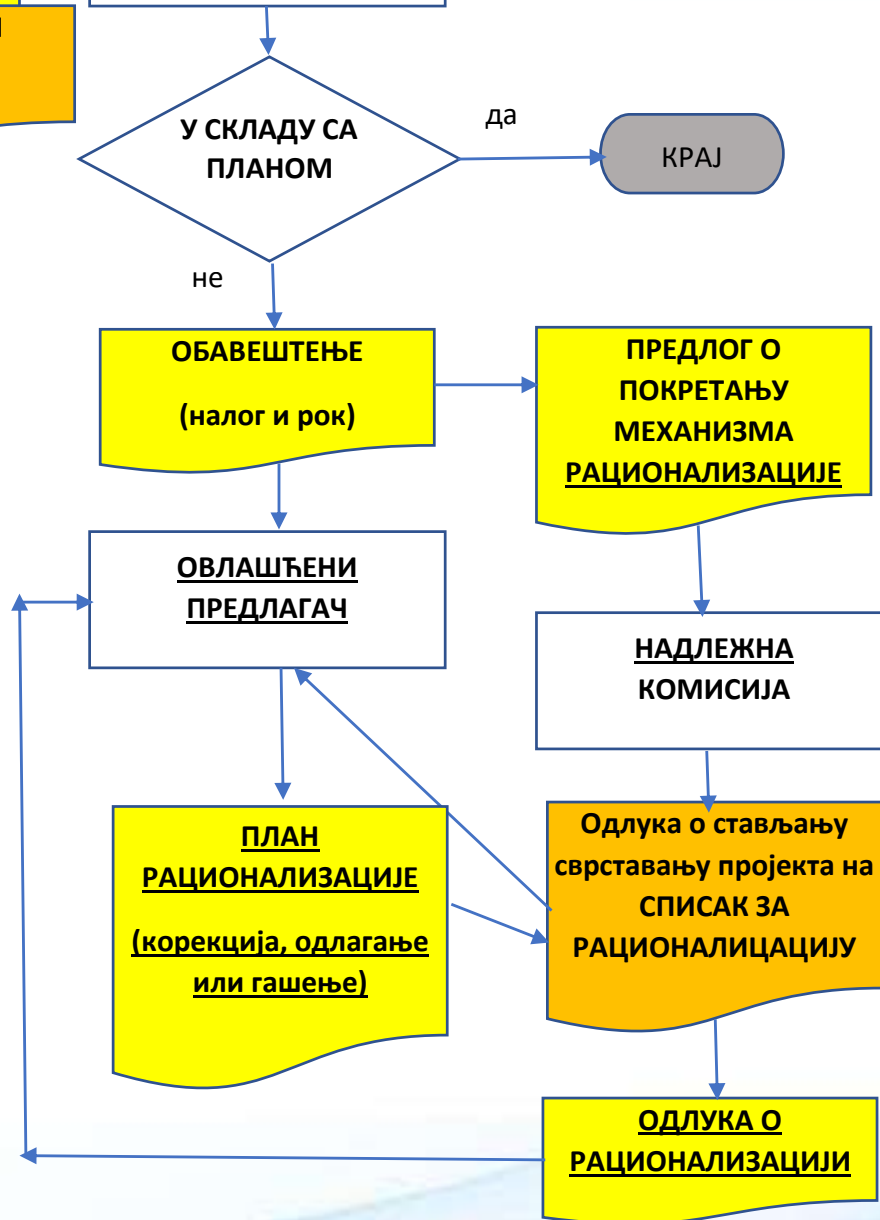 У СКЛАДУ СА
ПЛАНОМ
да
КРАЈ
не
ОБАВЕШТЕЊЕ
(налог и рок)
ПРЕДЛОГ О
ПОКРЕТАЊУ
МЕХАНИЗМА
РАЦИОНАЛИЗАЦИЈЕ
ОВЛАШЋЕНИ
ПРЕДЛАГАЧ
НАДЛЕЖНА
КОМИСИЈА
ПЛАН
РАЦИОНАЛИЗАЦИЈЕ
(корекција, одлагање
или гашење)
Одлука о стављању
сврставању пројекта на
СПИСАК ЗА
РАЦИОНАЛИЦАЦИЈУ
ОДЛУКА О
РАЦИОНАЛИЗАЦИЈИ